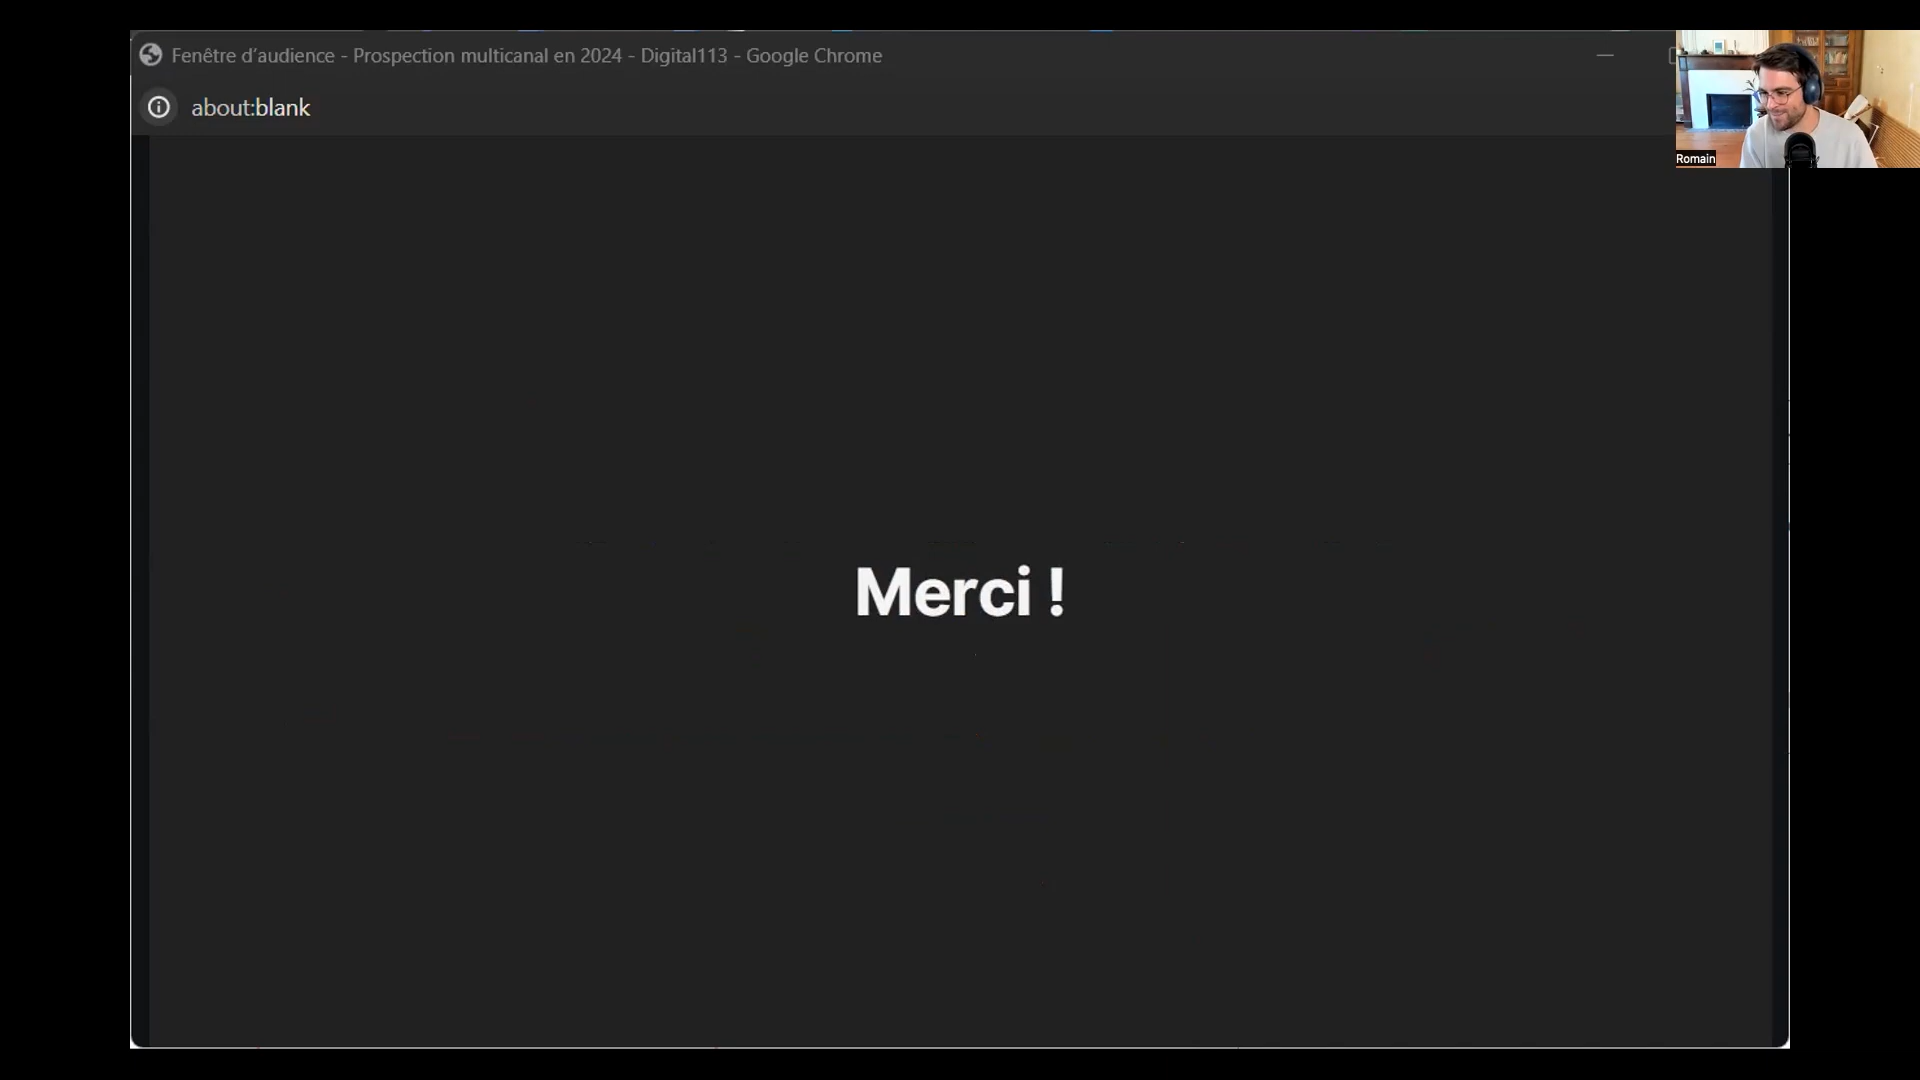 Fenêtre d’audience - Prospection multicanal en 2024 - Digital113 - Google Chrome
about:blank
Romain
Merci !